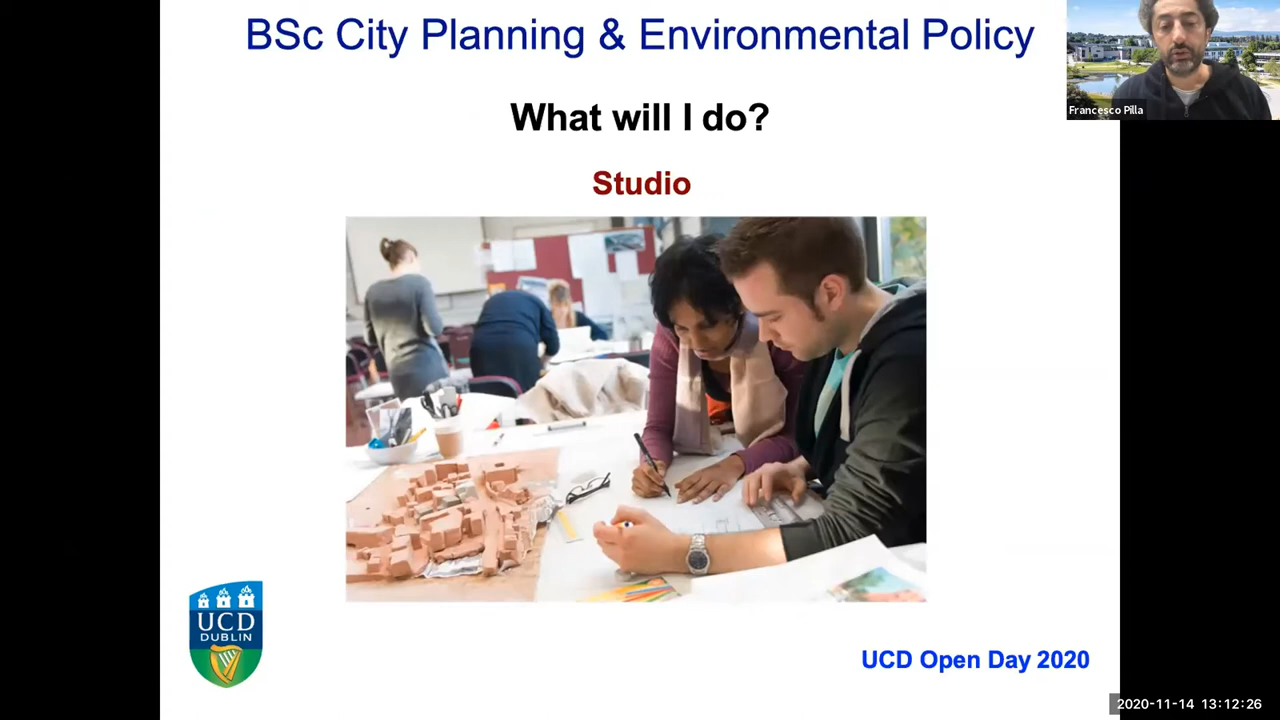 BSc City Planning & Environmental Policy
Francesco Pilla
What will I do?
Studio
UCD
DUBLIN
UCD Open Day 2020
2020-11-14 13:12:26